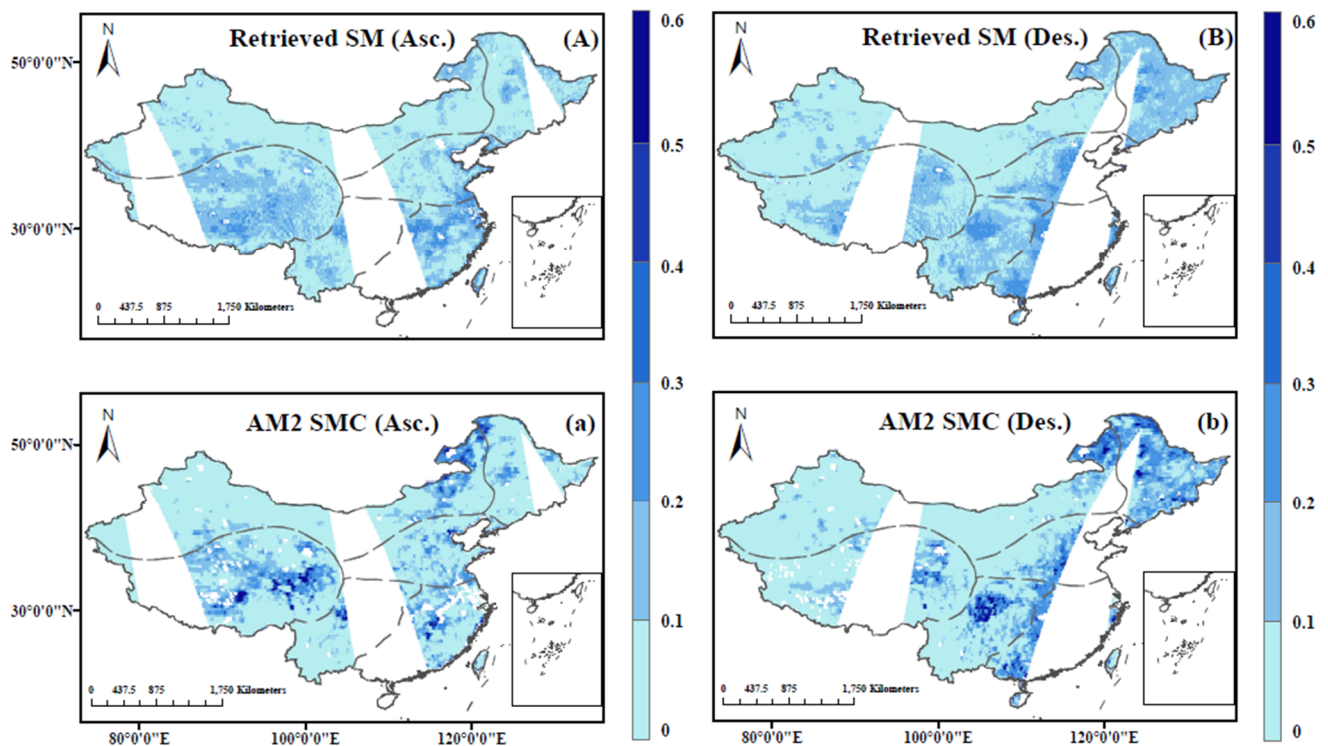 N
Retrieved SM (Asc.)
(A)
50°0'0"N
30°0'0"N
0 437.5 875 1,750 Kilometers
0.6
0.5
0.4
0.3
0.2
0.1
0
N
Retrieved SM (Des.)
(B)
0 437.5 875 1,750 Kilometers
0.6
0.5
0.4
0.3
0.2
0.1
0
N
AM2 SMC (Asc.)
(a)
50°0'0"N
30°0'0"N
0 437.5 875 1,750 Kilometers
80°0'0"E 100°0'0"E 120°0'0"E
N
AM2 SMC (Des.)
(b)
0 437.5 875 1,750 Kilometers
80°0'0"E 100°0'0"E 120°0'0"E